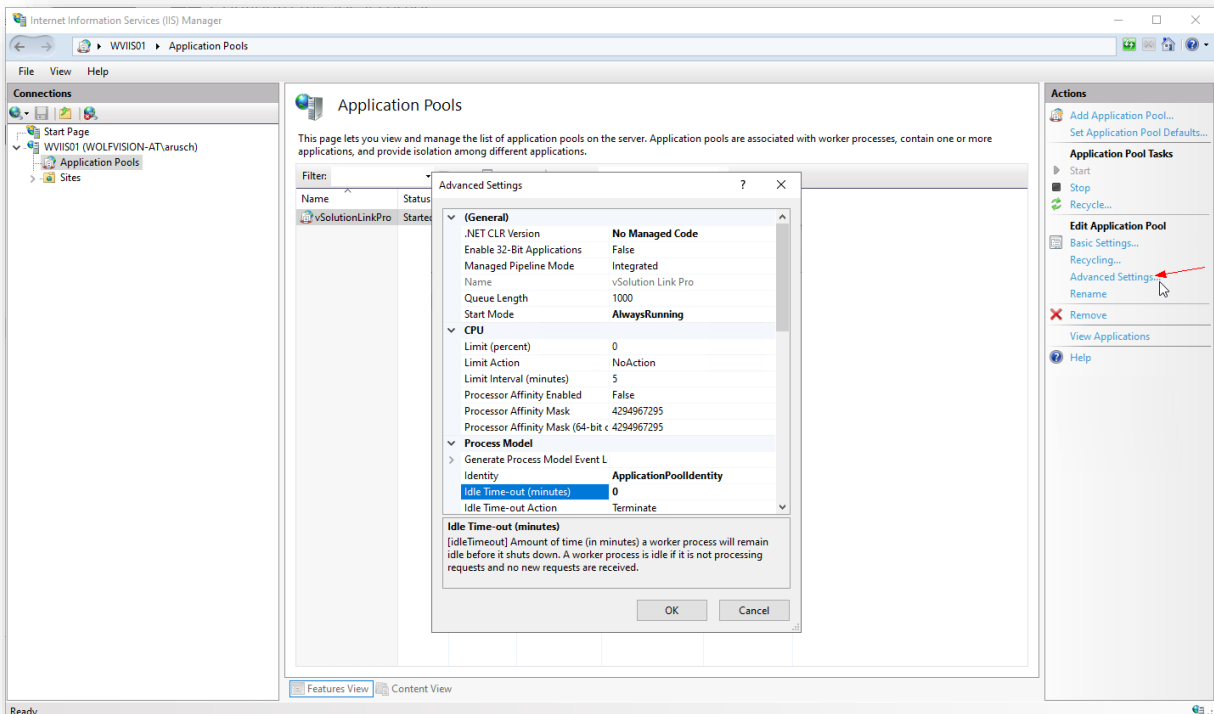 Internet Information Services (IIS) Manager
WVIIS01 Application Pools
File View Help
Connections
Start Page
WVIIS01 (WOLFVISION-AT\arusch)
Application Pools
Sites
Application Pools
This page lets you view and manage the list of application pools on the server. Application pools are associated with worker processes, contain one or more
applications, and provide isolation among different applications.
Filter:
Name Status
vSolutionLinkPro Started
Advanced Settings ?
(General)
.NET CLR Version No Managed Code
Enable 32-Bit Applications False
Managed Pipeline Mode Integrated
Name vSolution Link Pro
Queue Length 1000
Start Mode AlwaysRunning
CPU
Limit (percent) 0
Limit Action NoAction
Limit Interval (minutes) 5
Processor Affinity Enabled False
Processor Affinity Mask 4294967295
Processor Affinity Mask (64-bit c 4294967295
Process Model
Generate Process Model Event L
Identity ApplicationPoolIdentity
Idle Time-out (minutes) 0
Idle Time-out Action Terminate
Idle Time-out (minutes)
[idleTimeout] Amount of time (in minutes) a worker process will remain
idle before it shuts down. A worker process is idle if it is not processing
requests and no new requests are received.
OK Cancel
Features View Content View
Actions
Add Application Pool...
Set Application Pool Defaults...
Application Pool Tasks
Start
Stop
Recycle...
Edit Application Pool
Basic Settings...
Recycling...
Advanced Settings...
Rename
Remove
View Applications
Help
Ready